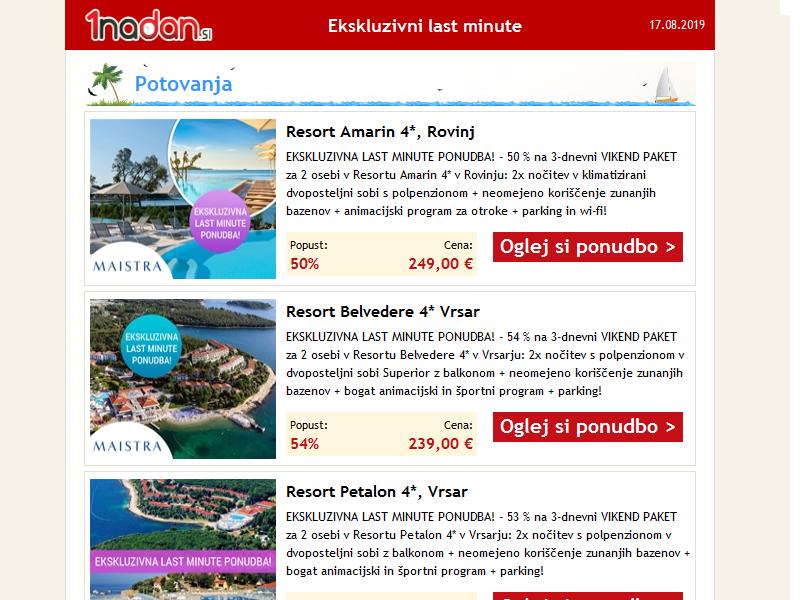 1nadan.si
Ekskluzivni last minute
17.08.2019
Potovanja
EKSKLUZIVNA
LAST MINUTE
PONUDBA!
MAISTRA
Resort Amarin 4*, Rovinj
EKSKLUZIVNA LAST MINUTE PONUDBA! - 50 % na 3-dnevni VIKEND PAKET
za 2 osebi v Resortu Amarin 4* v Rovinju: 2x nočitev v klimatizirani
dvoposteljni sobi s polpenzionom + neomejeno koriščenje zunanjih
bazenov + animacijski program za otroke + parking in wi-fi!
Popust: Cena:
50% 249,00 €
Oglej si ponudbo >
EKSKLUZIVNA
LAST MINUTE
PONUDBA!
MAISTRA
Resort Belvedere 4* Vrsar
EKSKLUZIVNA LAST MINUTE PONUDBA! - 54 % na 3-dnevni VIKEND PAKET
za 2 osebi v Resortu Belvedere 4* v Vrsarju: 2x nočitev s polpenzionom v
dvoposteljni sobi Superior z balkonom + neomejeno koriščenje zunanjih
bazenov + bogat animacijski in športni program + parking!
Popust: Cena:
54% 239,00 €
Oglej si ponudbo >
EKSKLUZIVNA LAST MINUTE PONUDBA!
Resort Petalon 4*, Vrsar
EKSKLUZIVNA LAST MINUTE PONUDBA! - 53 % na 3-dnevni VIKEND PAKET
za 2 osebi v Resortu Petalon 4* v Vrsarju: 2x nočitev s polpenzionom v
dvoposteljni sobi z balkonom + neomejeno koriščenje zunanjih bazenov +
bogat animacijski in športni program + parking!